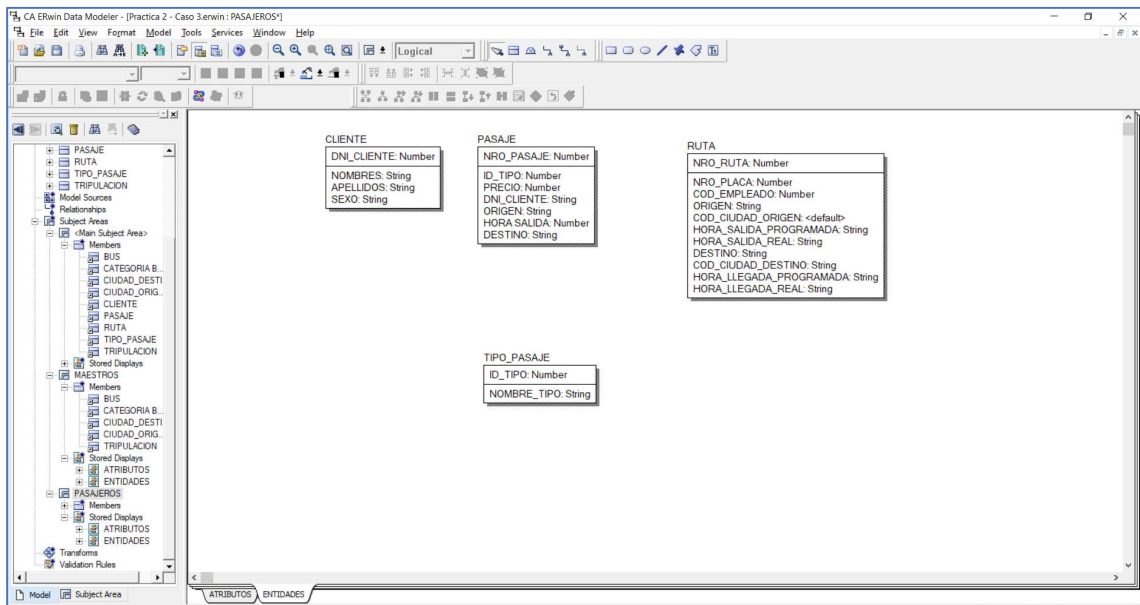 CA ERwin Data Modeler - [Practica 2 - Caso 3.erwin : PASAJEROS*]
File Edit View Format Model Tools Services Window Help
Logical
PASAJE
RUTA
TIPO_PASAJE
TRIPULACION
Model Sources
Relationships
Subject Areas
<Main Subject Area>
Members
BUS
CATEGORIA B...
CIUDAD_DESTI
CIUDAD_ORIG...
CLIENTE
PASAJE
RUTA
TIPO_PASAJE
TRIPULACION
Stored Displays
MAESTROS
Members
BUS
CATEGORIA B...
CIUDAD_DESTI
CIUDAD_ORIG...
TRIPULACION
Stored Displays
ATRIBUTOS
ENTIDADES
PASAJEROS
Members
Stored Displays
ATRIBUTOS
ENTIDADES
Transforms
Validation Rules
Model Subject Area
CLIENTE
DNI_CLIENTE: Number
NOMBRES: String
APELLIDOS: String
SEXO: String
PASAJE
NRO_PASAJE: Number
ID_TIPO: Number
PRECIO: Number
DNI_CLIENTE: String
ORIGEN: String
HORA SALIDA: Number
DESTINO: String
RUTA
NRO_RUTA: Number
NRO_PLACA: Number
COD_EMPLEADO: Number
ORIGEN: String
COD_CIUDAD_ORIGEN: <default>
HORA_SALIDA_PROGRAMADA: String
HORA_SALIDA_REAL: String
DESTINO: String
COD_CIUDAD_DESTINO: String
HORA_LLEGADA_PROGRAMADA: String
HORA_LLEGADA_REAL: String
TIPO_PASAJE
ID_TIPO: Number
NOMBRE_TIPO: String
ATRIBUTOS ENTIDADES